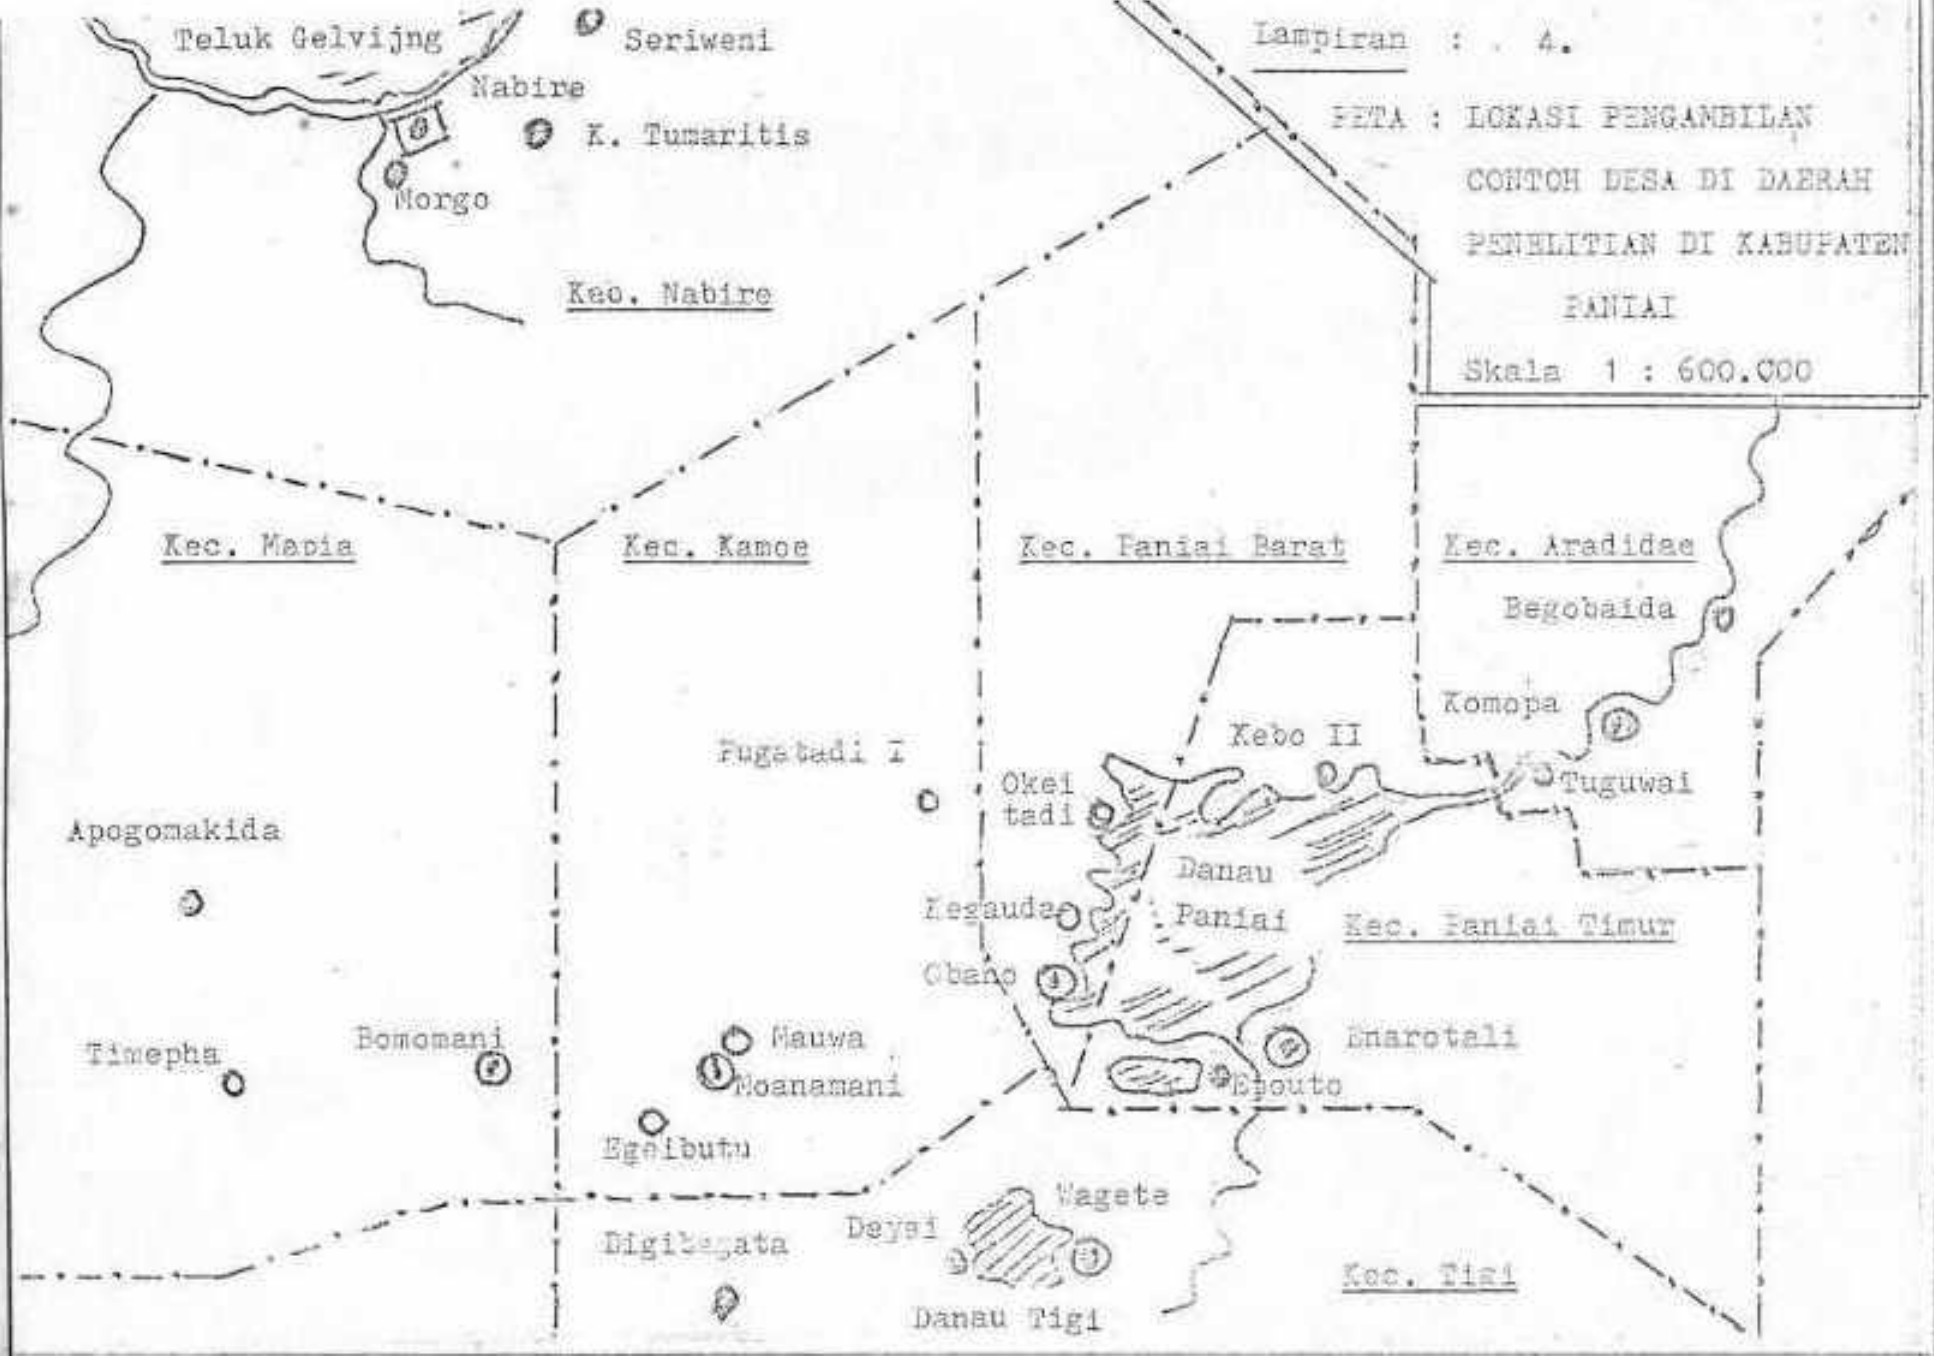 Teluk Gelvijng
Seriweni
Lampiran : . 4.
Nabire
K. Tumaritis
PETA : LOKASI PENGAMBILAN
CONTOH DESA DI DAERAH
PENELITIAN DI KABUPATEN
PANIAI
Skala 1 : 600.000
Morgo
Kec. Nabire
Kec. Mapia
Kec. Kamoe
Kec. Paniai Barat
Kec. Aradidae
Begobaida
Komopa
Kebo II
Pugatadi I
Okei
tadi
Tuguwai
Apogomakida
Danau
Paniai
Kegauda
Kec. Paniai Timur
Obano
Timepha
Bomomani
Mauwa
Moanamani
Enarotali
Epouto
Egeibutu
Wagete
Deyei
Danau Tigi
Kec. Tigi